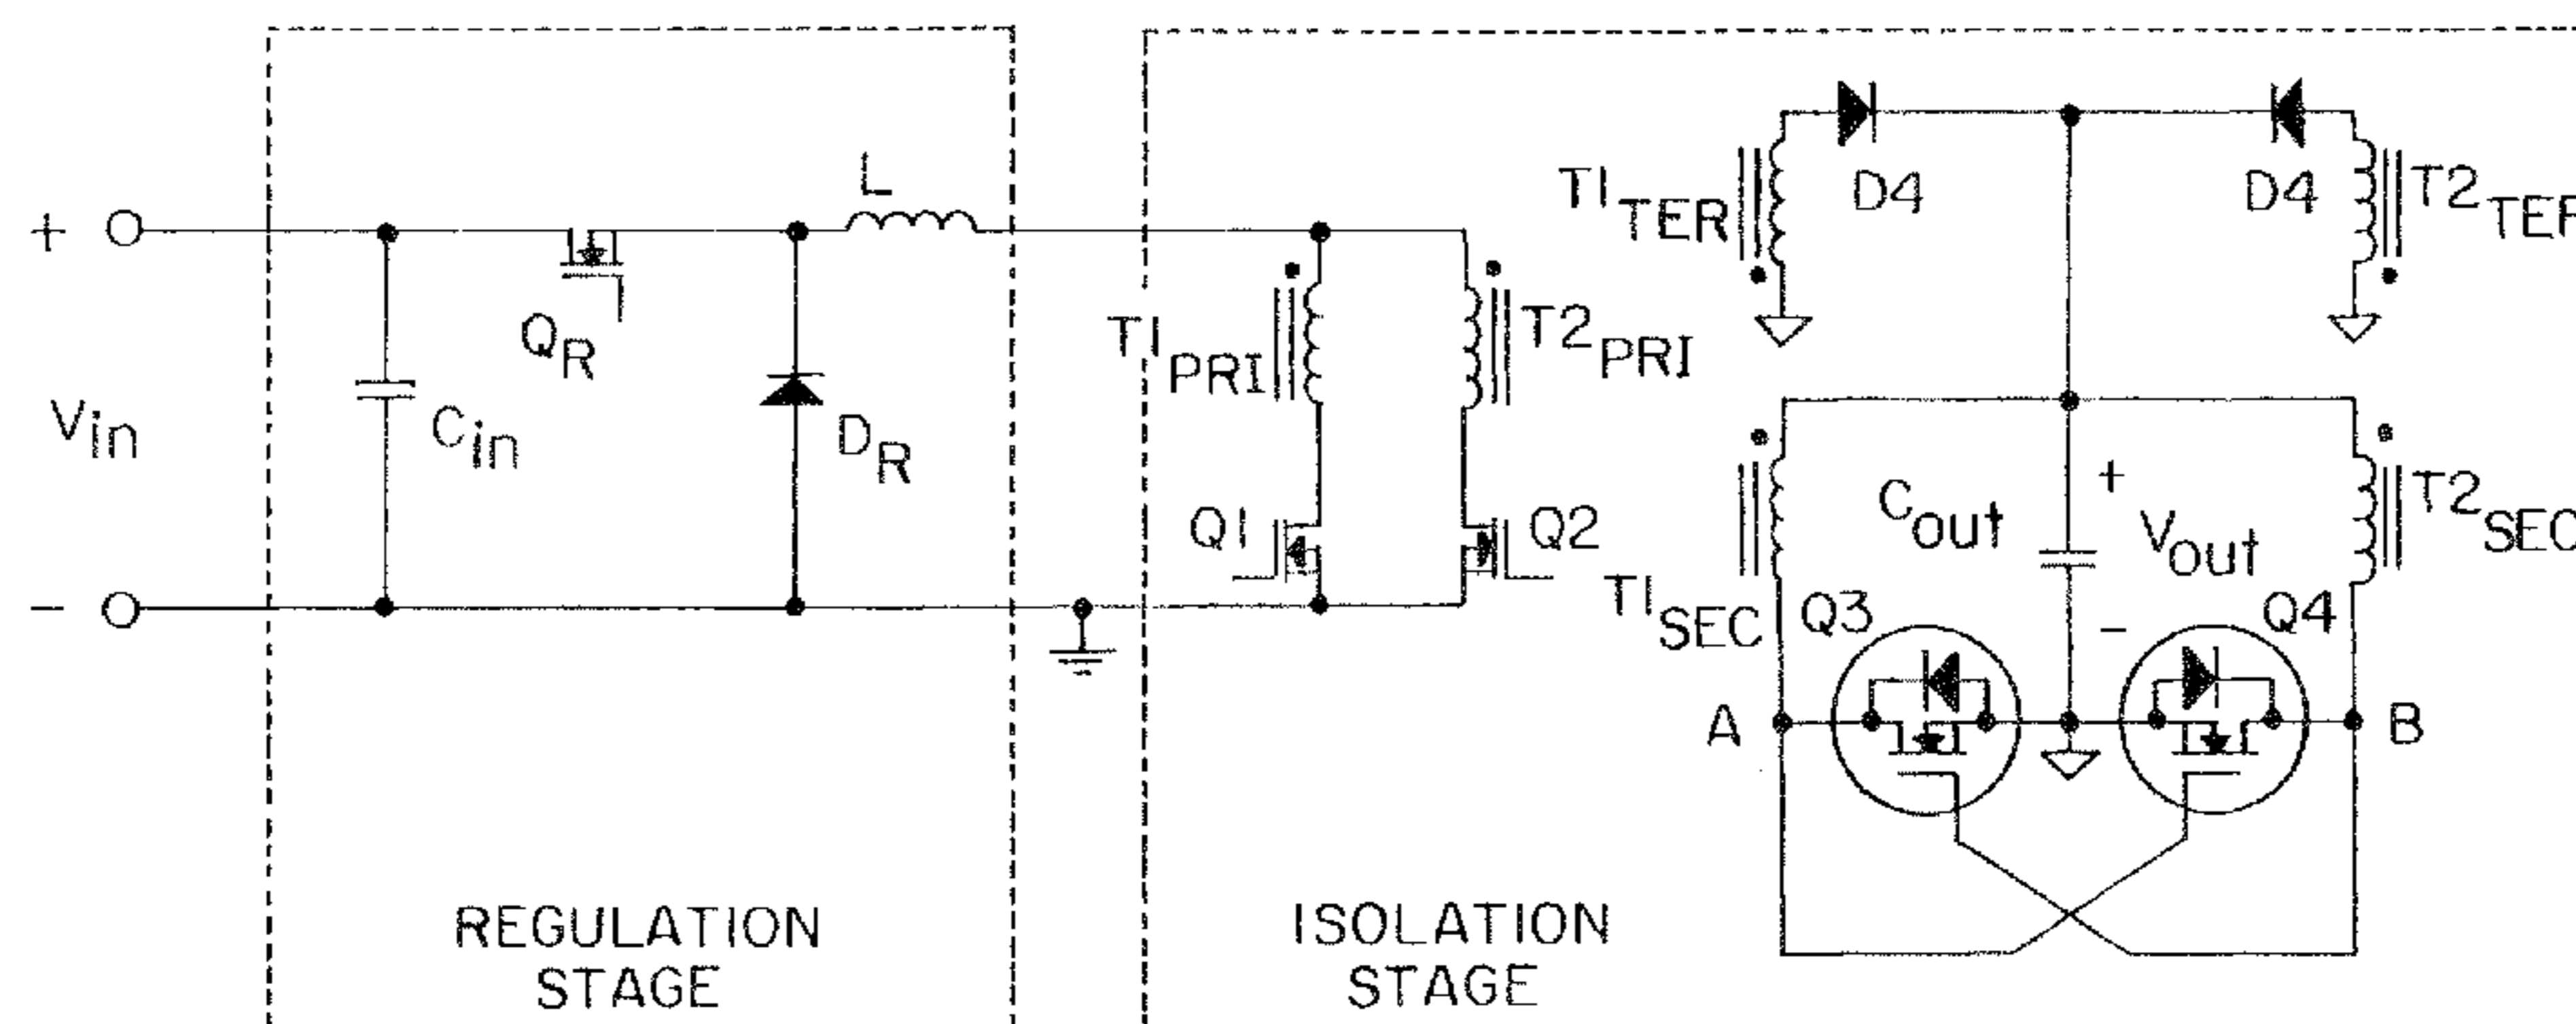 +
L
T1TER
D4
D4
T2TER
QR
T1PRI
T2PRI
Vin
Cin
DR
Q1
Q2
Cout
+
Vout
T2SEC
−
T1SEC
Q3
−
Q4
A
B
REGULATION
STAGE
ISOLATION
STAGE